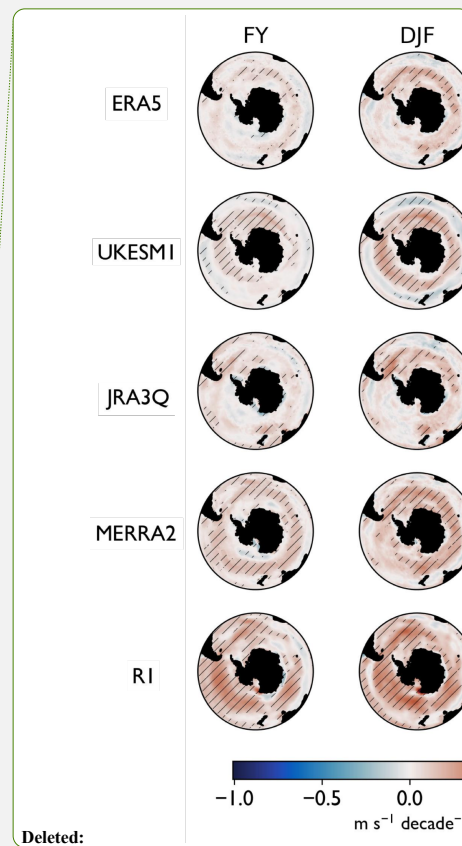 FY DJF
ERA5
UKESM1
JRA3Q
MERRA2
R1
−1.0 −0.5 0.0
m s⁻¹ decade⁻
Deleted: